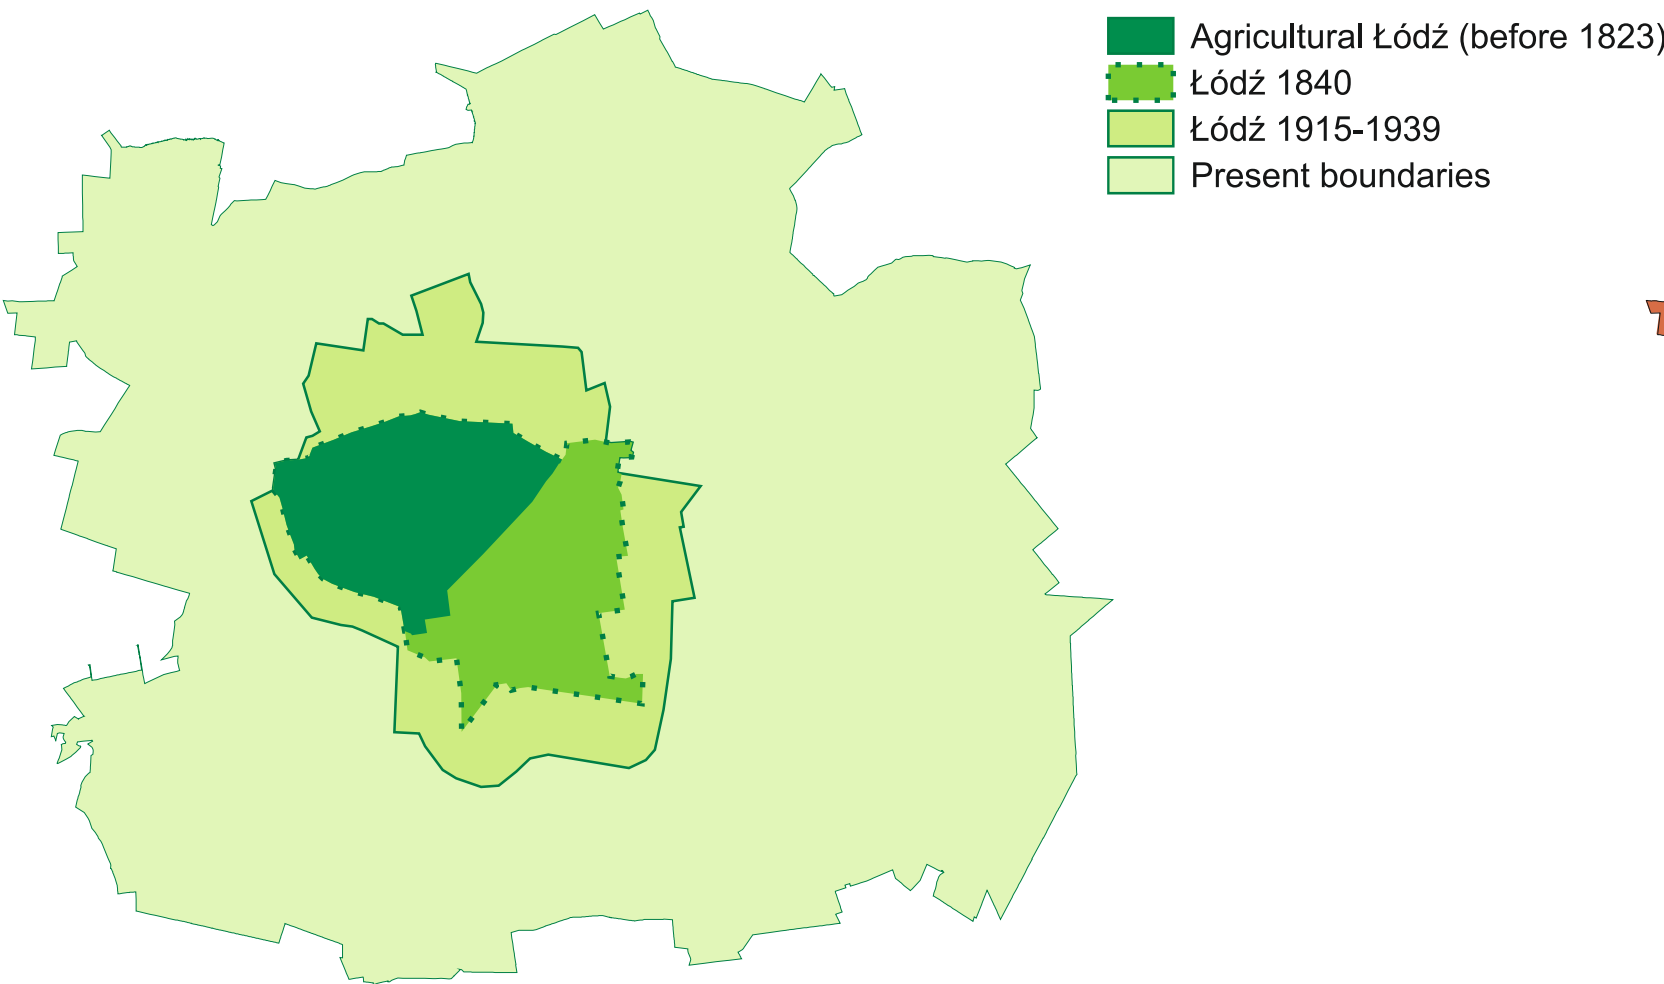 Agricultural Łódź (before 1823)
Łódź 1840
Łódź 1915-1939
Present boundaries